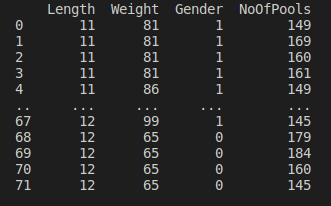 Length Weight Gender NoOfPools
0 11 81 1 149
1 11 81 1 169
2 11 81 1 160
3 11 81 1 161
4 11 86 1 149
.. ... ... ... ...
67 12 99 1 145
68 12 65 0 179
69 12 65 0 184
70 12 65 0 160
71 12 65 0 145